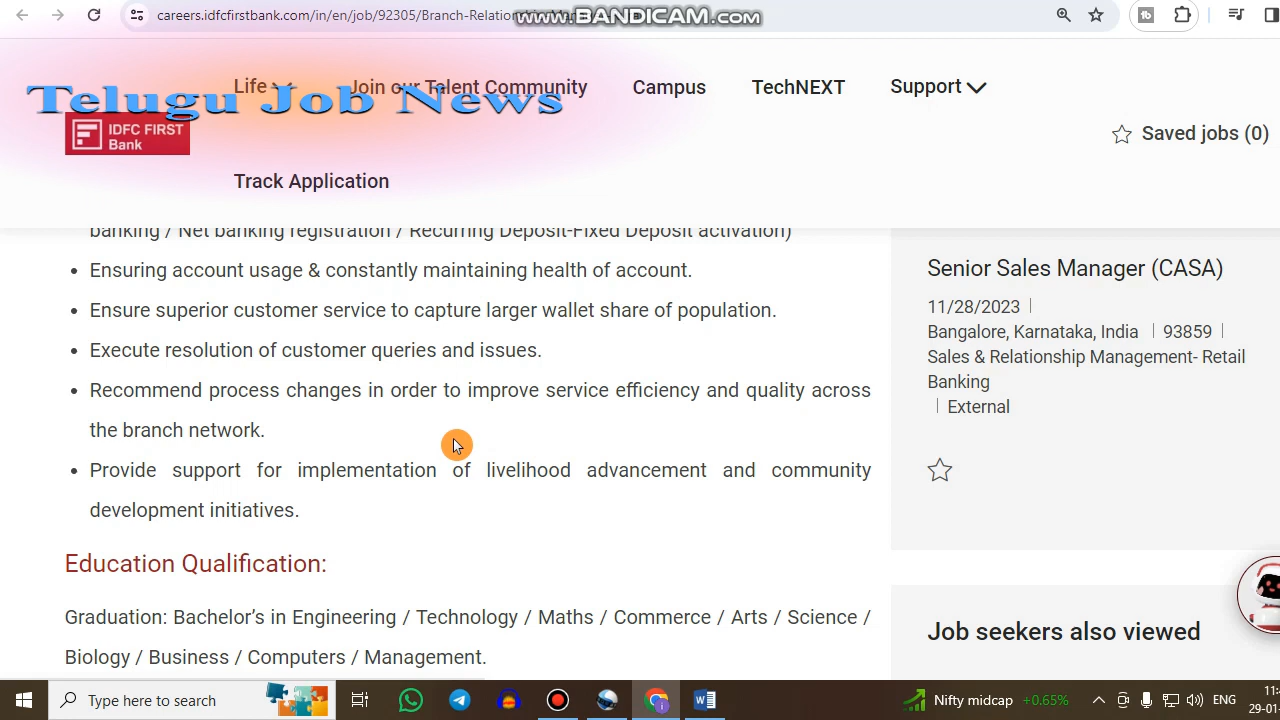 careers.idfcfirstbank.com/in/en/job/92305/Branch-Relationship-
www.BANDICAM.com
Life
Join our Talent Community
Campus
TechNEXT
Support
Telugu Job News
IDFC FIRST
Bank
Saved jobs (0)
Track Application
banking / Net banking registration / Recurring Deposit-Fixed Deposit activation)
• Ensuring account usage & constantly maintaining health of account.
• Ensure superior customer service to capture larger wallet share of population.
• Execute resolution of customer queries and issues.
• Recommend process changes in order to improve service efficiency and quality across
the branch network.
• Provide support for implementation of livelihood advancement and community
development initiatives.
Education Qualification:
Graduation: Bachelor’s in Engineering / Technology / Maths / Commerce / Arts / Science /
Biology / Business / Computers / Management.
Senior Sales Manager (CASA)
11/28/2023
Bangalore, Karnataka, India
93859
Sales & Relationship Management- Retail
Banking
External
Job seekers also viewed
Type here to search
Nifty midcap +0.65%
ENG
11:
29-01-